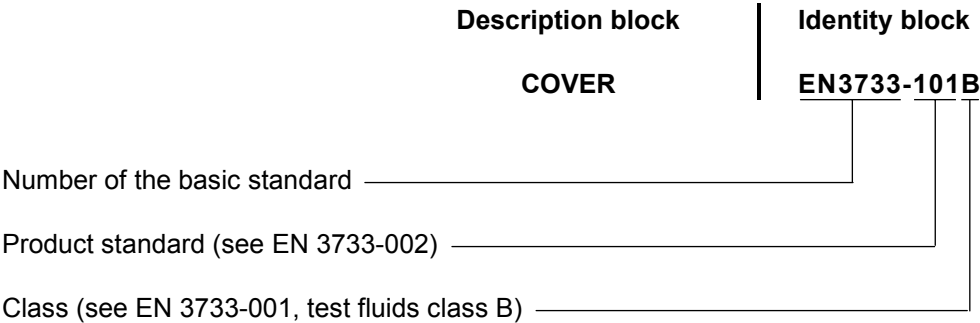 Description block Identity block
COVER EN3733-101B
Number of the basic standard
Product standard (see EN 3733-002)
Class (see EN 3733-001, test fluids class B)